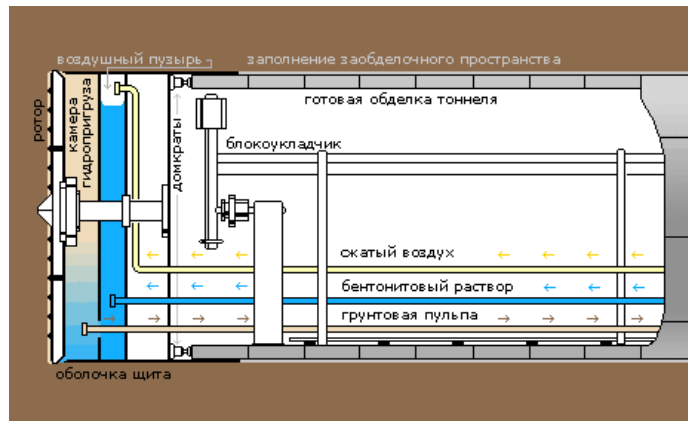 воздушный пузырь
заполнение заобделочного пространства
ротор
камера
гидропригруза
домкраты
готовая обделка тоннеля
блокоукладчик
сжатый воздух
бентонитовый раствор
грунтовая пульпа
оболочка щита